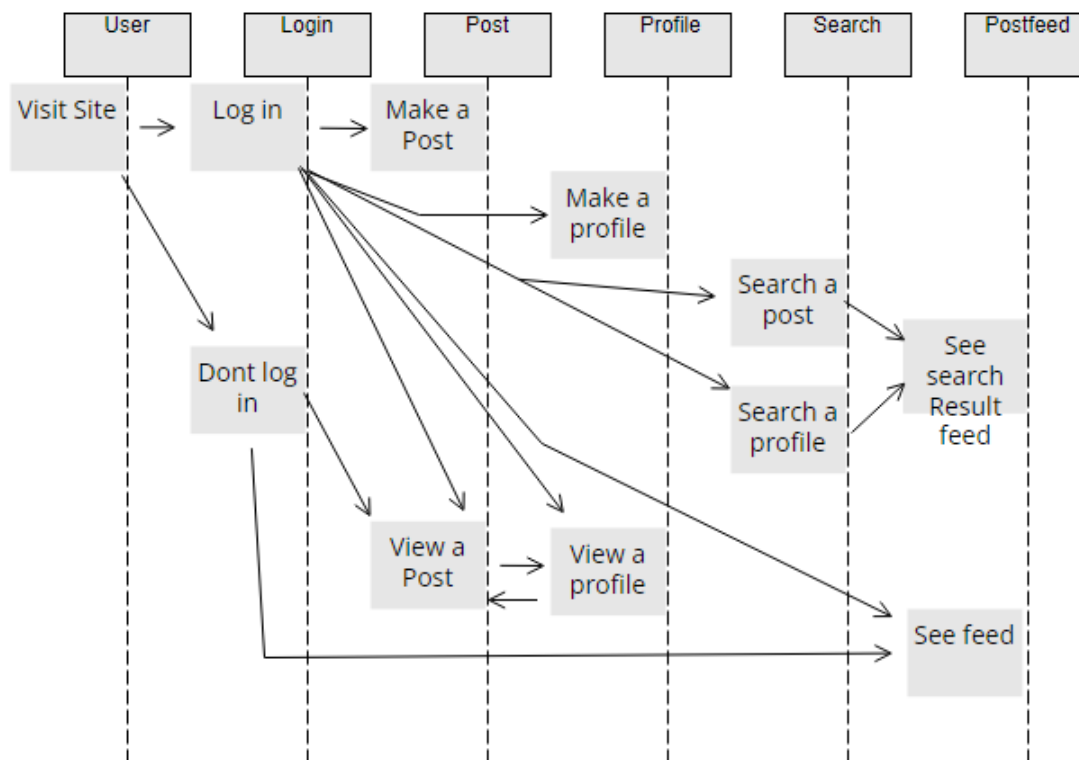 User
Login
Post
Profile
Search
Postfeed
Visit Site
Log in
Make a
Post
Make a
profile
Search a
post
See
search
Result
feed
Dont log
in
Search a
profile
View a
Post
View a
profile
See feed